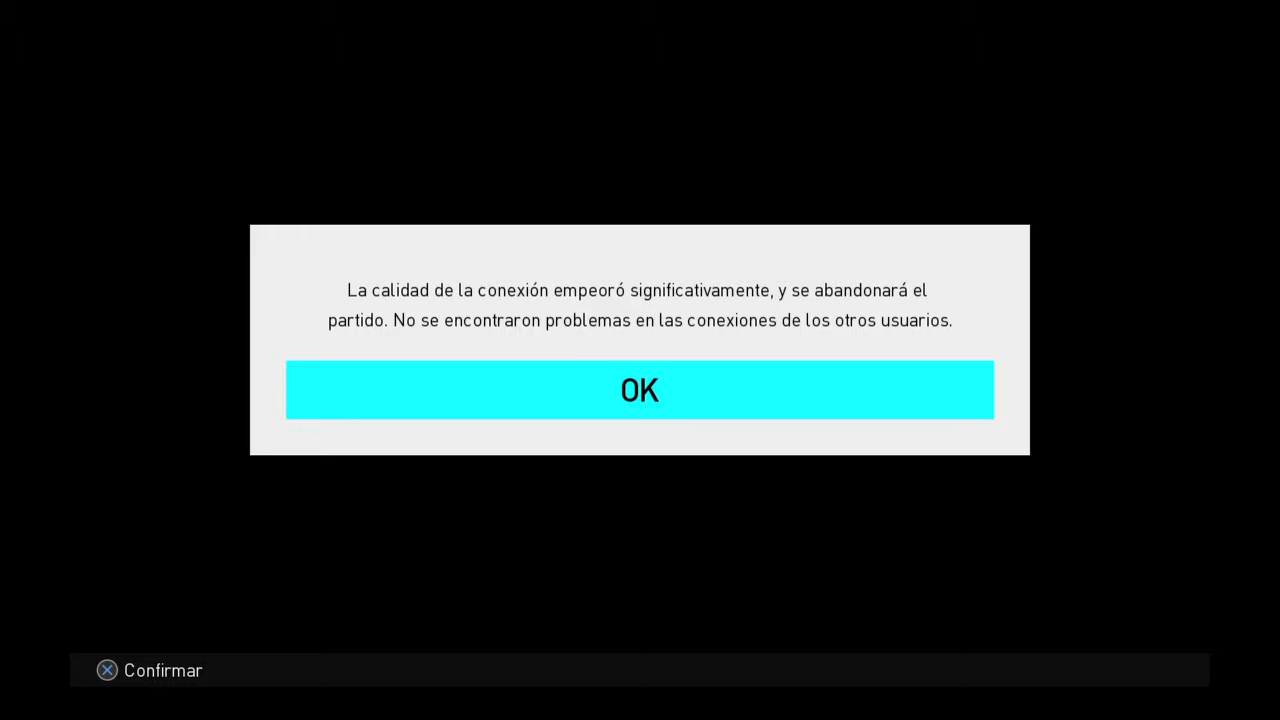 La calidad de la conexión empeoró significativamente, y se abandonará el
partido. No se encontraron problemas en las conexiones de los otros usuarios.
OK
Confirmar